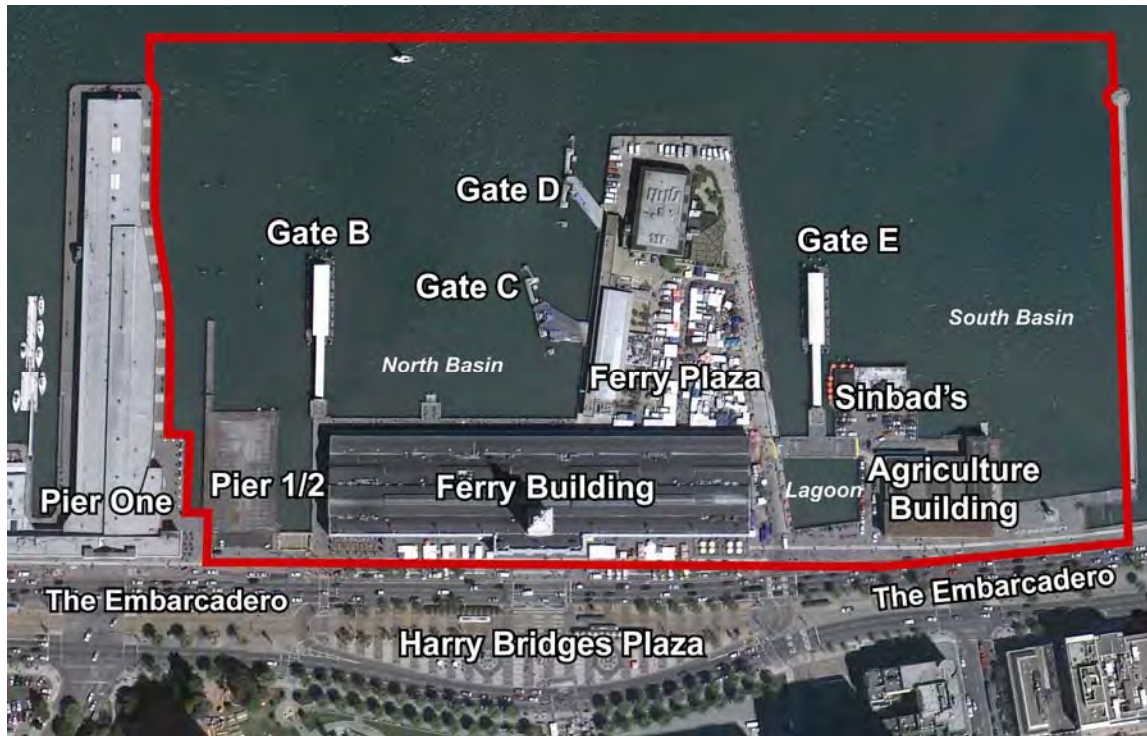 Gate D
Gate B
Gate E
Gate C
South Basin
North Basin
Ferry Plaza
Sinbad's
Pier One
Pier 1/2
Ferry Building
Lagoon
Agriculture
Building
The Embarcadero
The Embarcadero
Harry Bridges Plaza